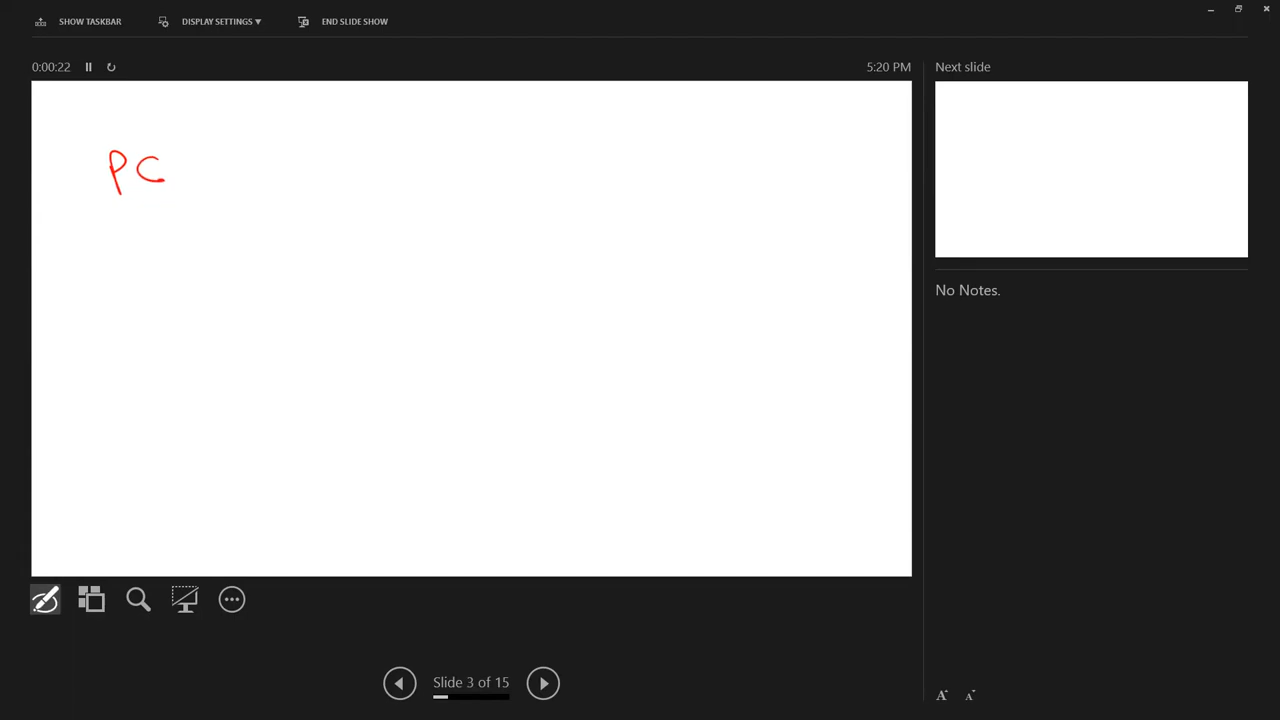 SHOW TASKBAR DISPLAY SETTINGS ▼ END SLIDE SHOW
0:00:22 5:20 PM
Next slide
PC
No Notes.
Slide 3 of 15
A A